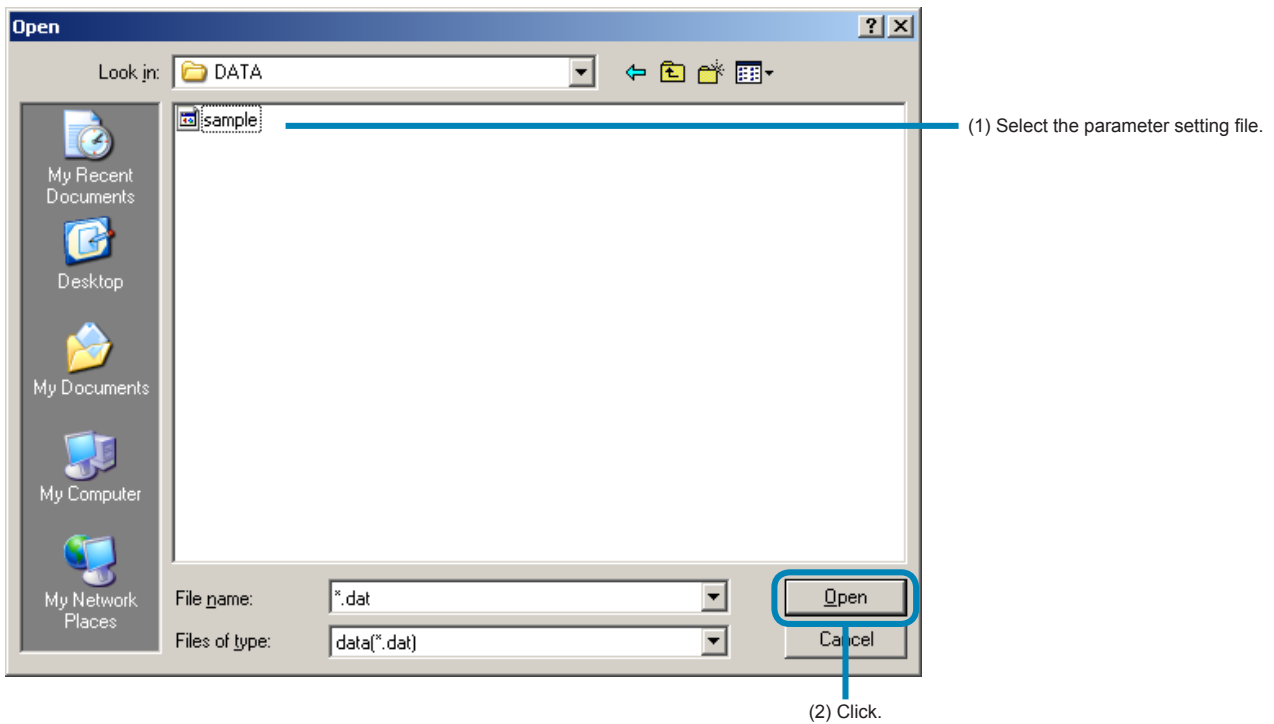 Open
Look in: DATA
sample
(1) Select the parameter setting file.
My Recent
Documents
Desktop
My Documents
My Computer
My Network
Places
File name: *.dat Open
Files of type: data(*.dat) Cancel
(2) Click.